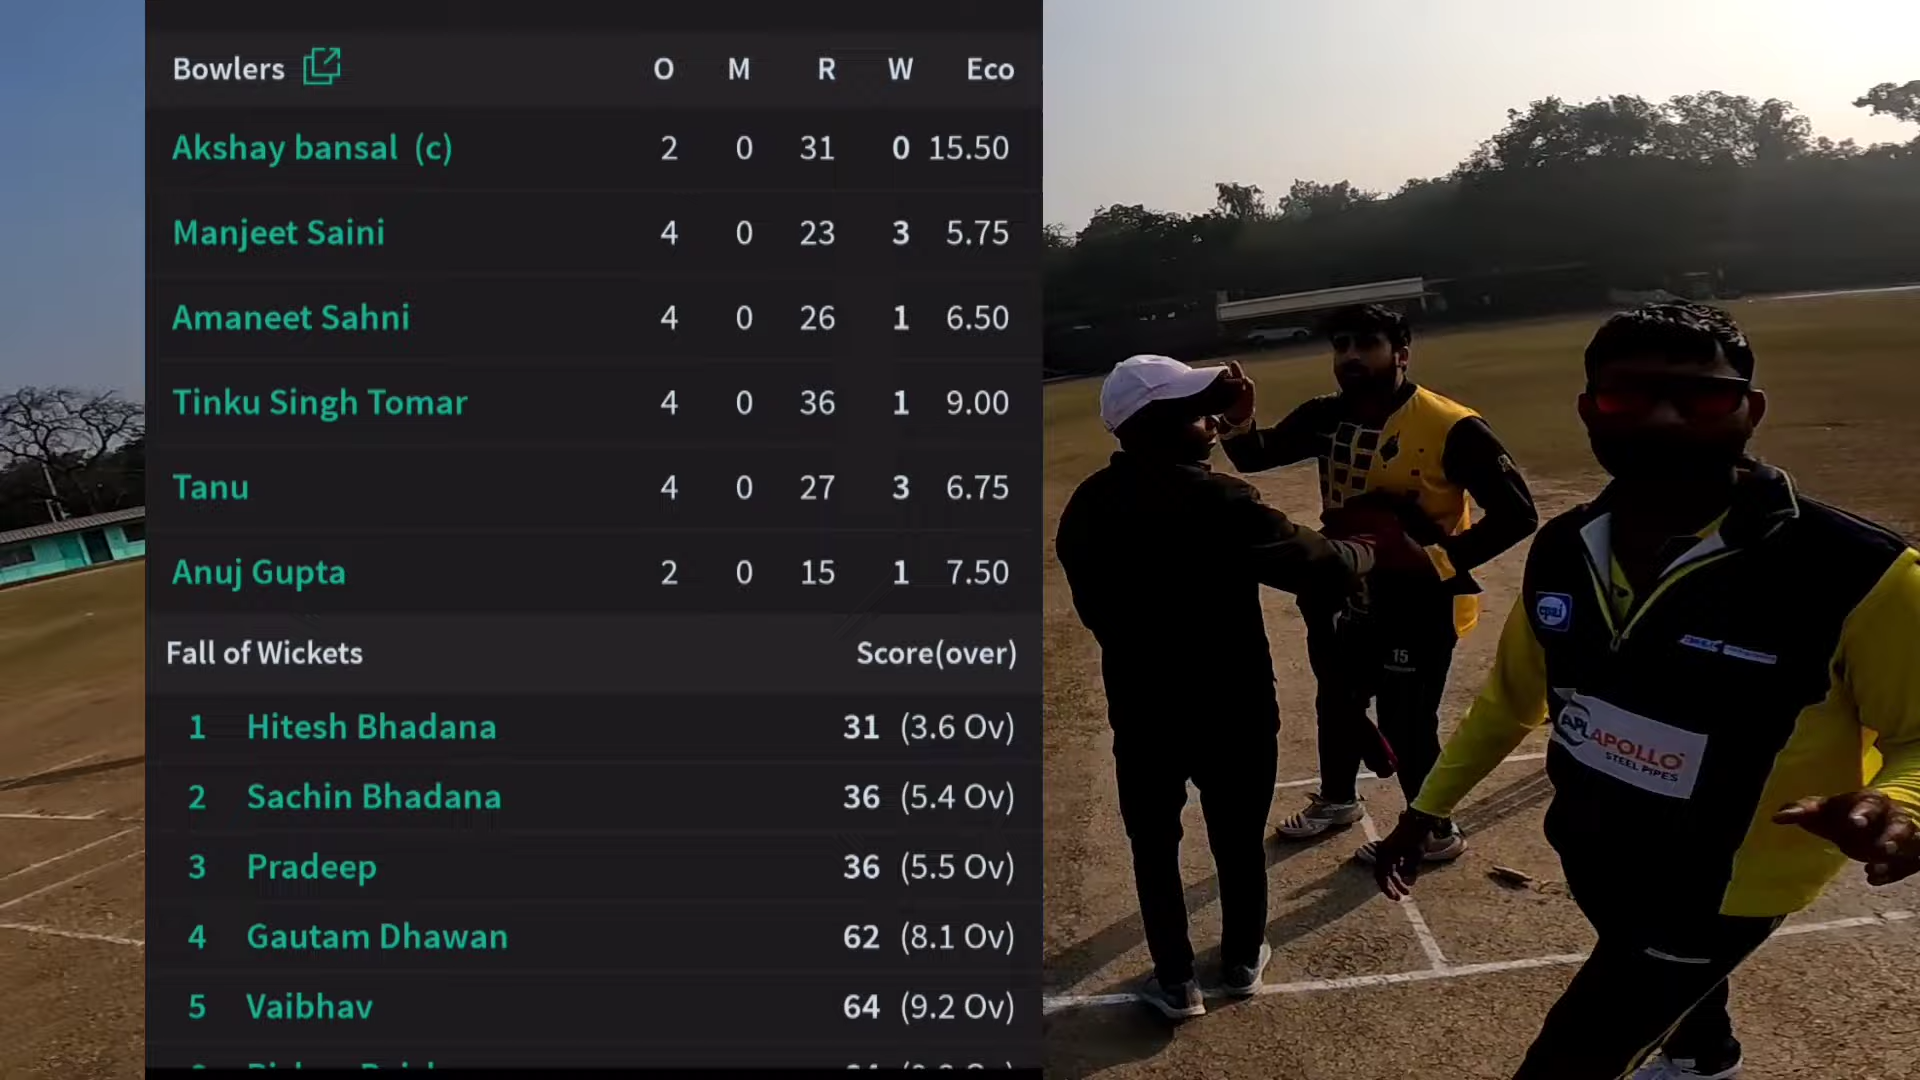 Bowlers O M R W Eco
Akshay bansal (c) 2 0 31 0 15.50
Manjeet Saini 4 0 23 3 5.75
Amaneet Sahni 4 0 26 1 6.50
Tinku Singh Tomar 4 0 36 1 9.00
Tanu 4 0 27 3 6.75
Anuj Gupta 2 0 15 1 7.50
Fall of Wickets Score(over)
1 Hitesh Bhadana 31 (3.6 Ov)
2 Sachin Bhadana 36 (5.4 Ov)
3 Pradeep 36 (5.5 Ov)
4 Gautam Dhawan 62 (8.1 Ov)
5 Vaibhav 64 (9.2 Ov)
15
APL APOLLO
STEEL PIPES